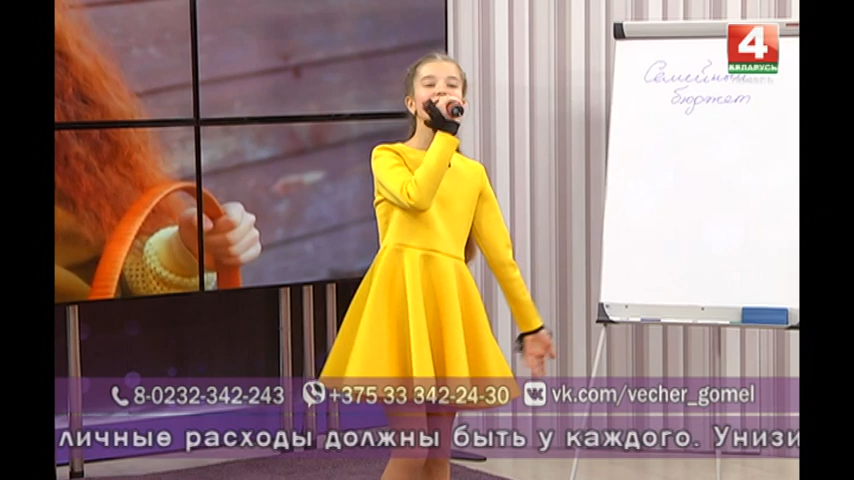 4
БЕЛАРУСЬ
Семейный
бюджет
8-0232-342-243 +375 33 342-24-30 vk.com/vecher_gomel
личные расходы должны быть у каждого. Унизи